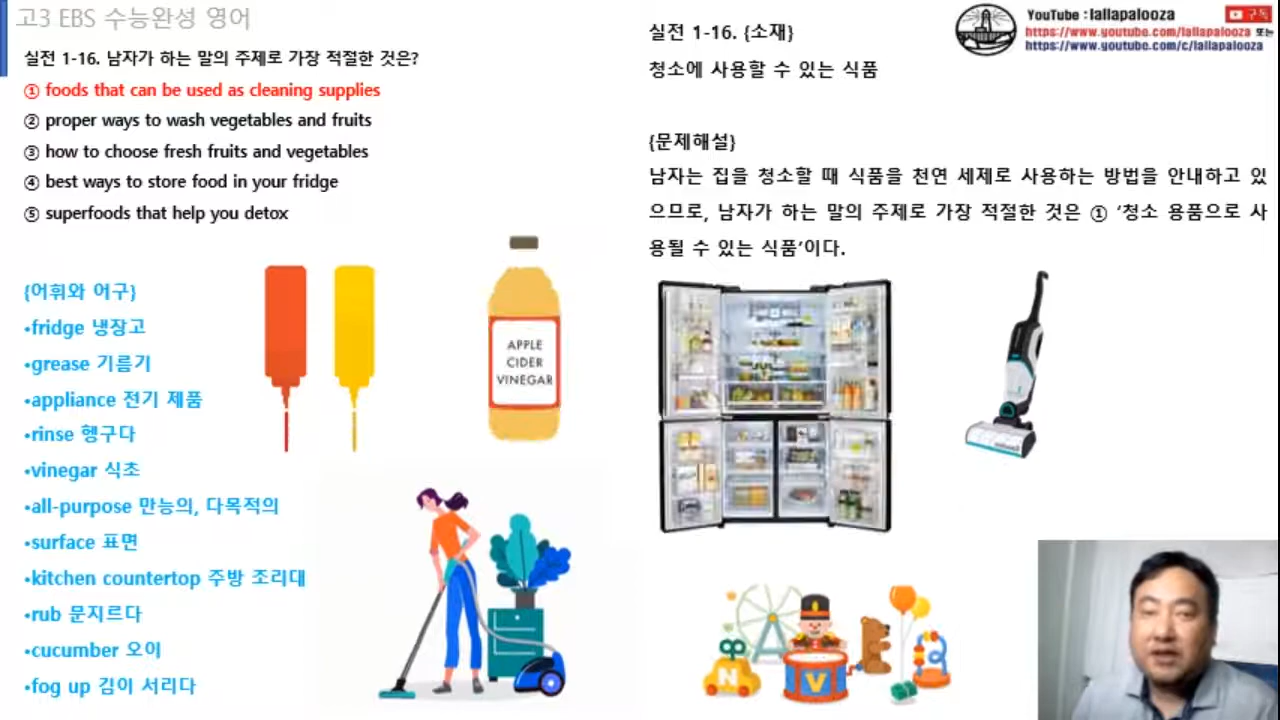 고3 EBS 수능완성 영어
실전 1-16. 남자가 하는 말의 주제로 가장 적절한 것은?
① foods that can be used as cleaning supplies
② proper ways to wash vegetables and fruits
③ how to choose fresh fruits and vegetables
④ best ways to store food in your fridge
⑤ superfoods that help you detox
{어휘와 어구}
•fridge 냉장고
•grease 기름기
•appliance 전기 제품
•rinse 헹구다
•vinegar 식초
•all-purpose 만능의, 다목적의
•surface 표면
•kitchen countertop 주방 조리대
•rub 문지르다
•cucumber 오이
•fog up 김이 서리다
APPLE
CIDER
VINEGAR
실전 1-16. {소재}
청소에 사용할 수 있는 식품
{문제해설}
남자는 집을 청소할 때 식품을 천연 세제로 사용하는 방법을 안내하고 있
으므로, 남자가 하는 말의 주제로 가장 적절한 것은 ① ‘청소 용품으로 사
용될 수 있는 식품’이다.
YouTube : lallapalooza
구독
https://www.youtube.com/lallapalooza 또는
https://www.youtube.com/c/lallapalooza
N
V